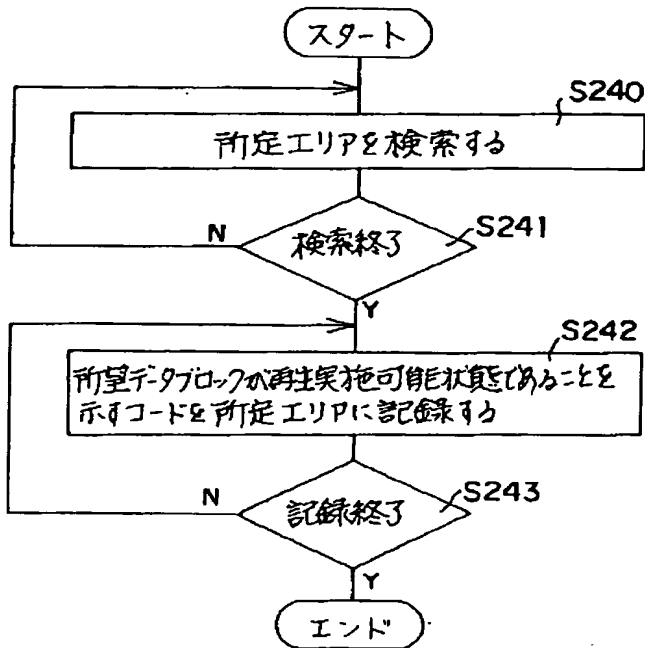 スタート
S240
所定エリアを検索する
N
検索終了
S241
Y
S242
所望データブロックが再生実施可能状態であることを
示すコードを所定エリアに記録する
N
記録終了
S243
Y
エンド